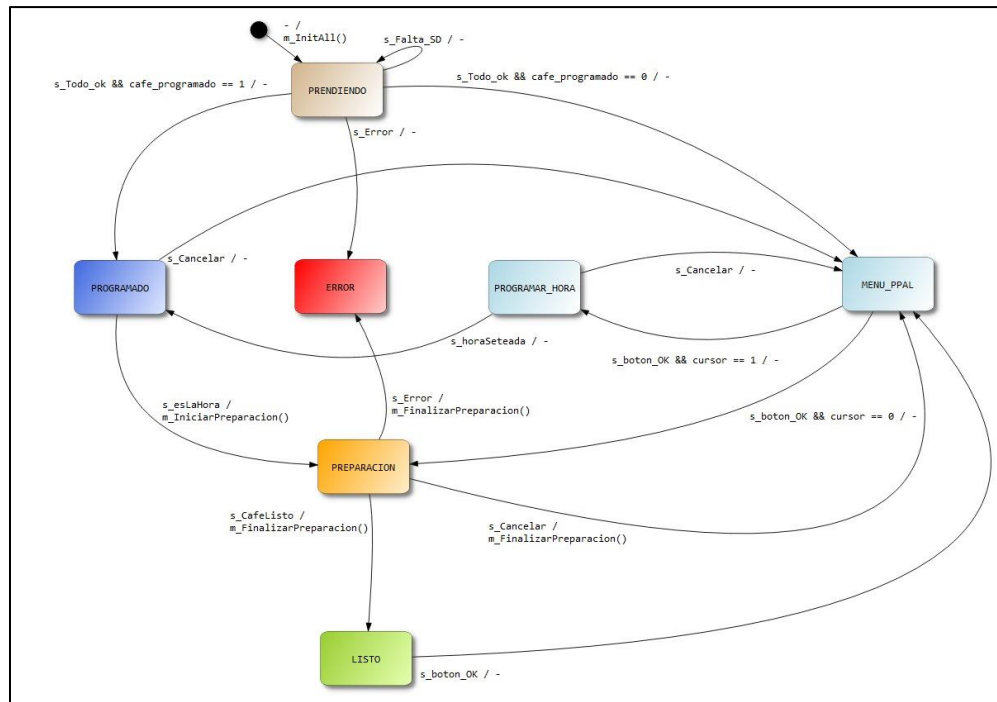 - /
m_InitAll()
s_Falta_SD / -
s_Todo_ok && cafe_programado == 1 / -
s_Todo_ok && cafe_programado == 0 / -
PRENDIENDO
s_Error / -
s_Cancelar / -
s_Cancelar / -
PROGRAMADO
ERROR
PROGRAMAR_HORA
MENU_PPAL
s_horaSeteada / -
s_boton_OK && cursor == 1 / -
s_esLaHora /
m_IniciarPreparacion()
s_Error /
m_FinalizarPreparacion()
s_boton_OK && cursor == 0 / -
PREPARACION
s_CafeListo /
m_FinalizarPreparacion()
s_Cancelar /
m_FinalizarPreparacion()
LISTO
s_boton_OK / -